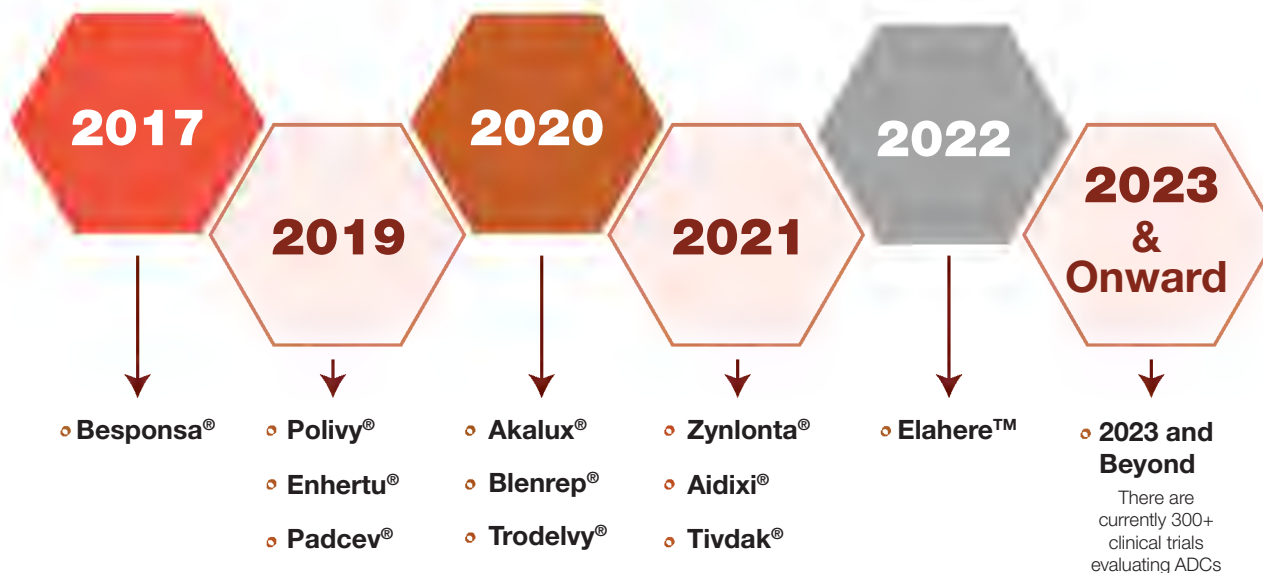 2017
2019
2020
2021
2022
2023
&
Onward
Besponsa®
Polivy®
Enhertu®
Padcev®
Akalux®
Blenrep®
Trodelvy®
Zynlonta®
Aidixi®
Tivdak®
Elahere™
2023 and
Beyond
There are
currently 300+
clinical trials
evaluating ADCs